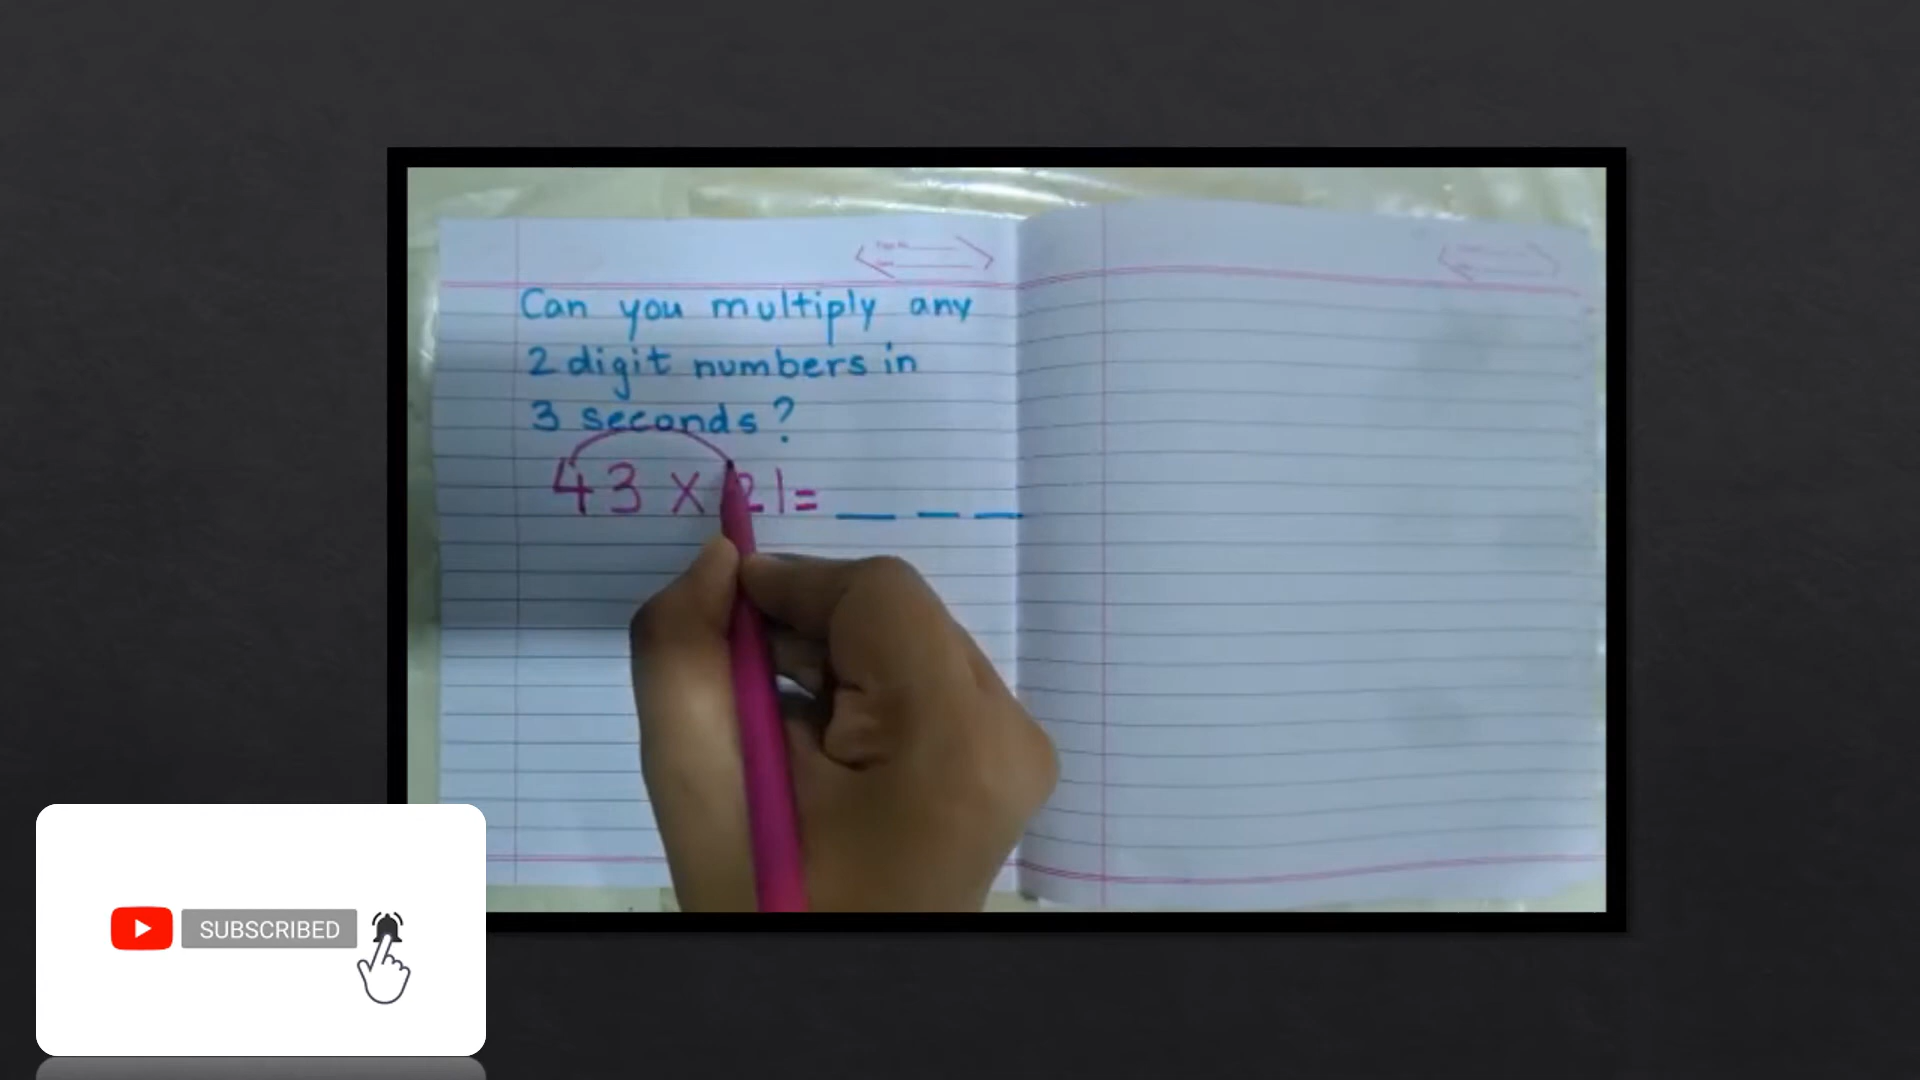 Can you multiply any
2 digit numbers in
3 seconds?
43 x 21 = _ _ _
SUBSCRIBED